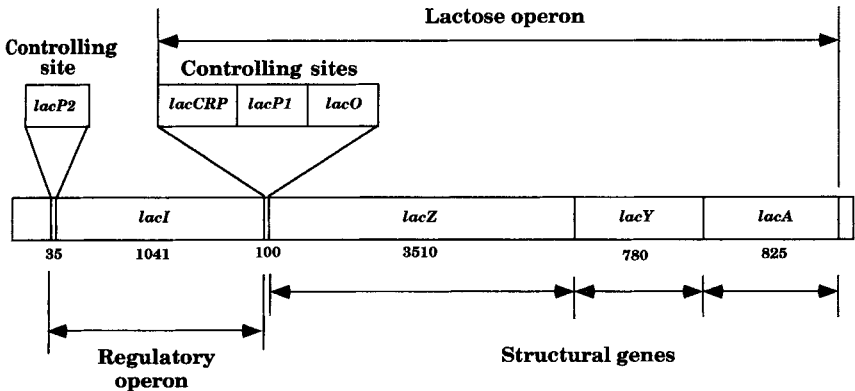 Lactose operon
Controlling
site
Controlling sites
lacP2
lacCRP lacP1 lacO
lacI lacZ lacY lacA
35 1041 100 3510 780 825
Regulatory
operon
Structural genes